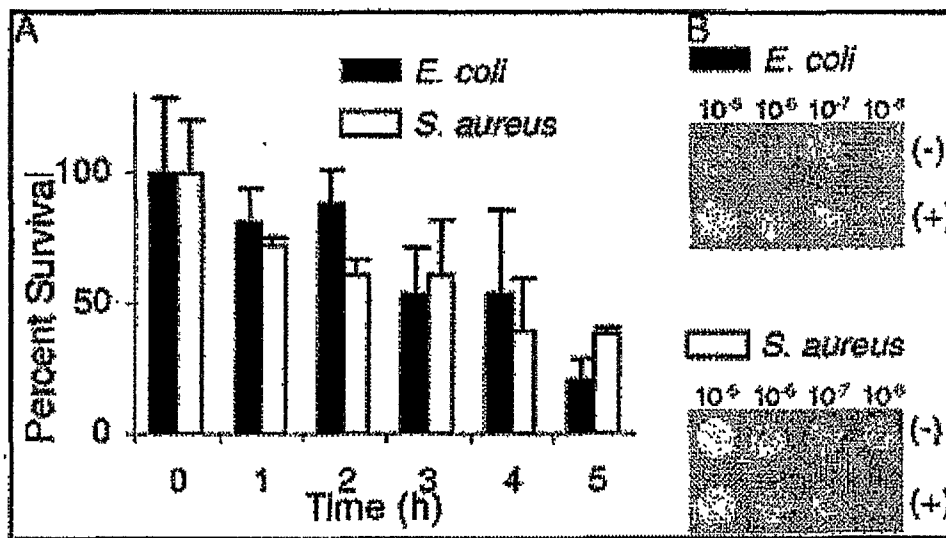 A
E. coli
S. aureus
Percent Survival
100
50
0
0 1 2 3 4 5
Time (h)
B
E. coli
10⁻⁵ 10⁻⁶ 10⁻⁷ 10⁻⁸
(-)
(+)
S. aureus
10⁻⁵ 10⁻⁶ 10⁻⁷ 10⁻⁸
(-)
(+)